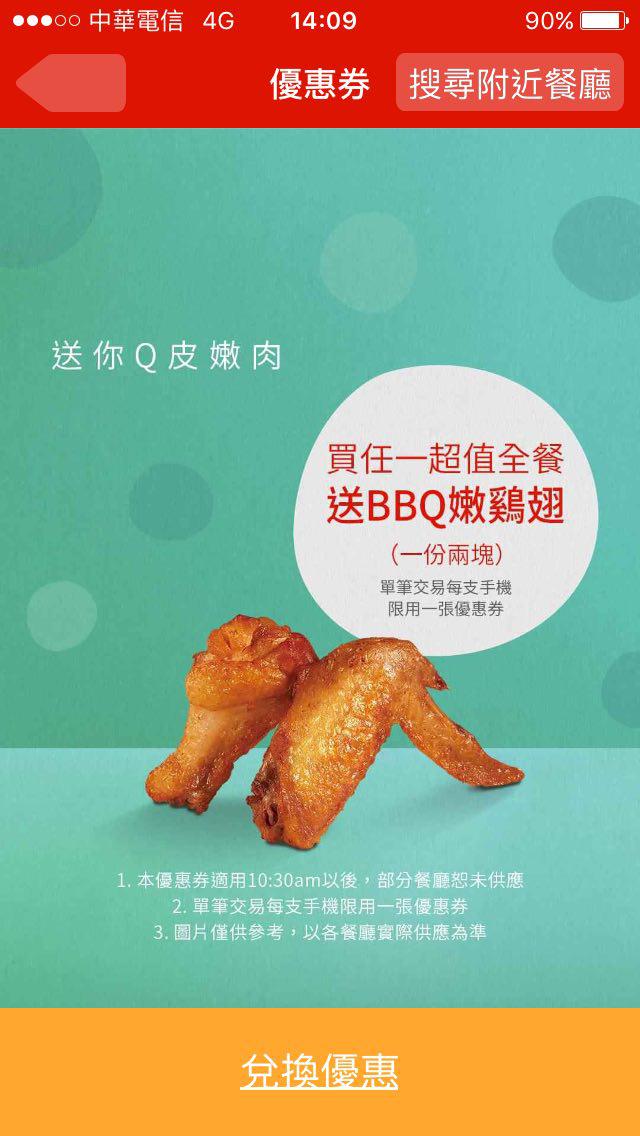 中華電信 4G 14:09 90%
優惠券 搜尋附近餐廳
送你Q皮嫩肉
買任一超值全餐
送BBQ嫩鷄翅
（一份兩塊）
單筆交易每支手機
限用一張優惠券
1. 本優惠券適用10:30am以後，部分餐廳恕未供應
2. 單筆交易每支手機限用一張優惠券
3. 圖片僅供參考，以各餐廳實際供應為準
兌換優惠